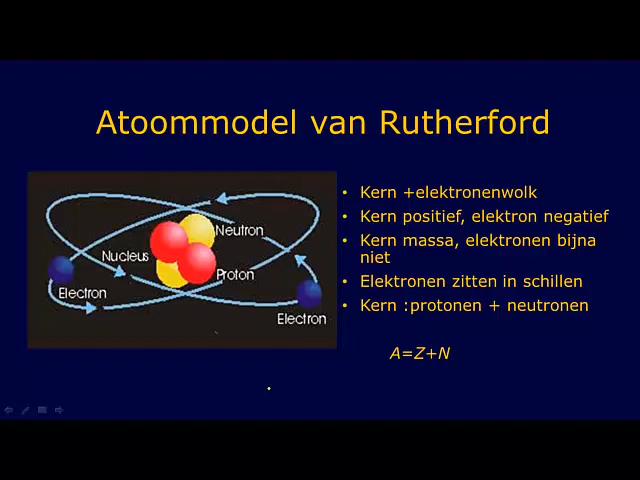 Atoommodel van Rutherford
Neutron
Nucleus
Proton
Electron
Electron
• Kern +elektronenwolk
• Kern positief, elektron negatief
• Kern massa, elektronen bijna
niet
• Elektronen zitten in schillen
• Kern :protonen + neutronen
A=Z+N